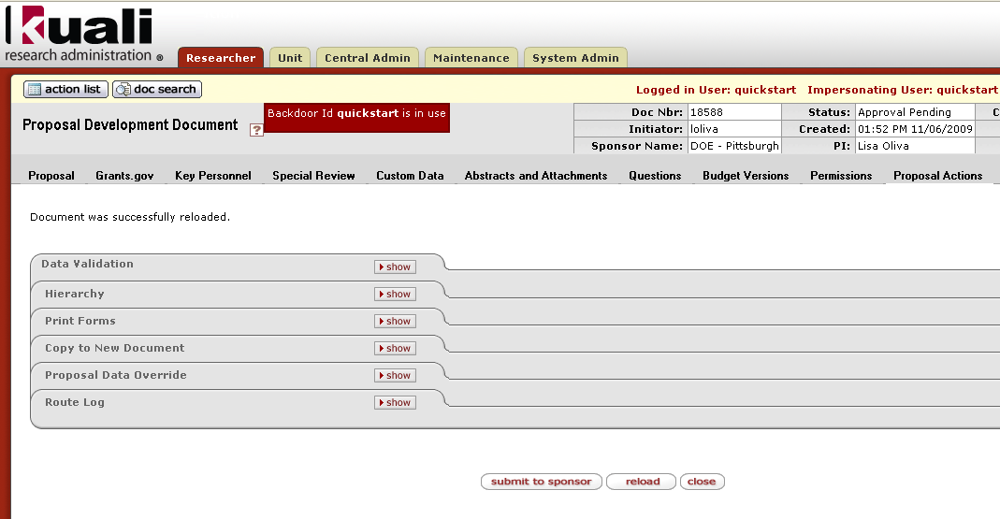 kuali
research administration ®
Researcher Unit Central Admin Maintenance System Admin
action list doc search Logged in User: quickstart Impersonating User: quickstart
Proposal Development Document ? Backdoor Id quickstart is in use
Doc Nbr: 18588 Status: Approval Pending C
Initiator: loliva Created: 01:52 PM 11/06/2009
Sponsor Name: DOE - Pittsburgh PI: Lisa Oliva
Proposal Grants.gov Key Personnel Special Review Custom Data Abstracts and Attachments Questions Budget Versions Permissions Proposal Actions
Document was successfully reloaded.
Data Validation show
Hierarchy show
Print Forms show
Copy to New Document show
Proposal Data Override show
Route Log show
submit to sponsor reload close